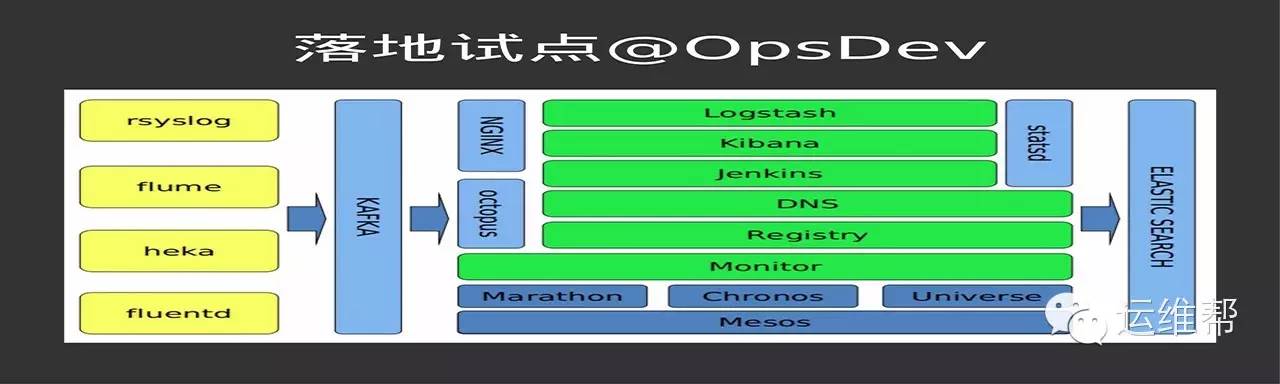 落地试点@OpsDev
rsyslog
flume
heka
fluentd
KAFKA
NGINX
octopus
Logstash
Kibana
Jenkins
statsd
DNS
Registry
Monitor
Marathon
Chronos
Universe
Mesos
ELASTIC SEARCH
运维帮